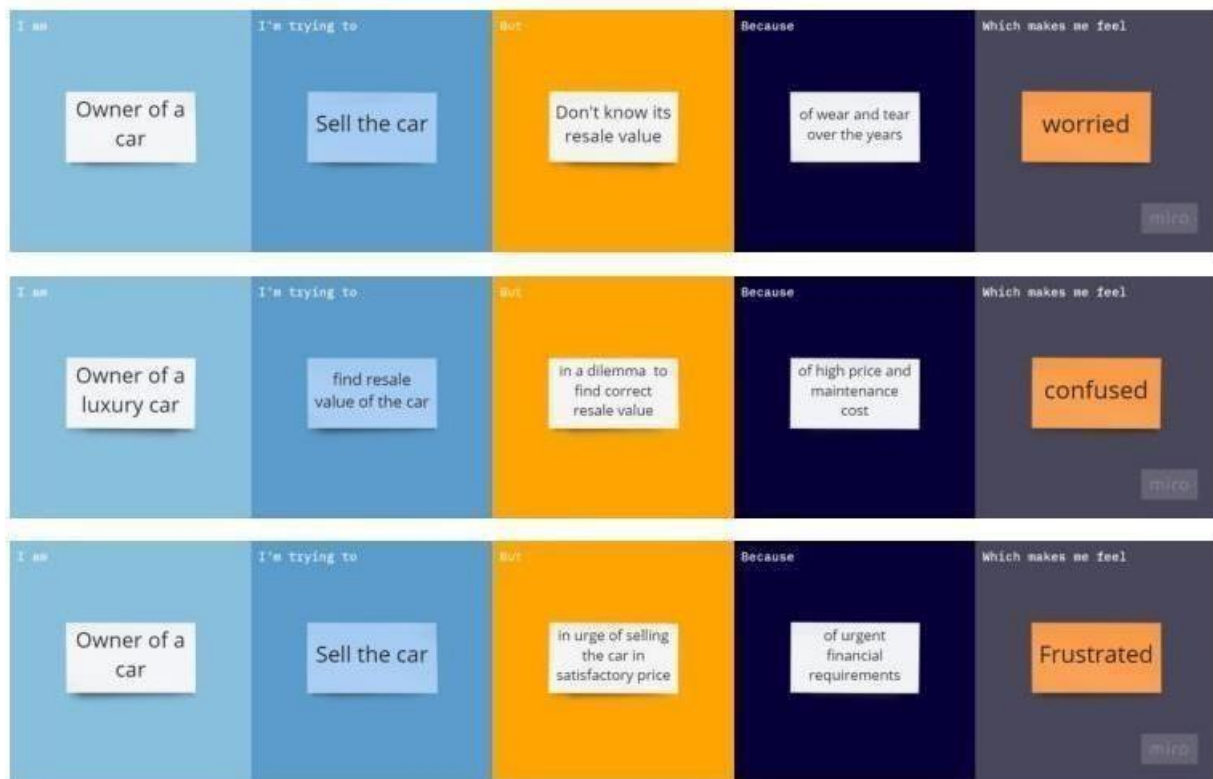 I am
I'm trying to
But
Because
Which makes me feel
Owner of a
car
Sell the car
Don't know its
resale value
of wear and tear
over the years
worried
miro
I am
I'm trying to
But
Because
Which makes me feel
Owner of a
luxury car
find resale
value of the car
in a dilemma to
find correct
resale value
of high price and
maintenance
cost
confused
miro
I am
I'm trying to
But
Because
Which makes me feel
Owner of a
car
Sell the car
in urge of selling
the car in
satisfactory price
of urgent
financial
requirements
Frustrated
miro